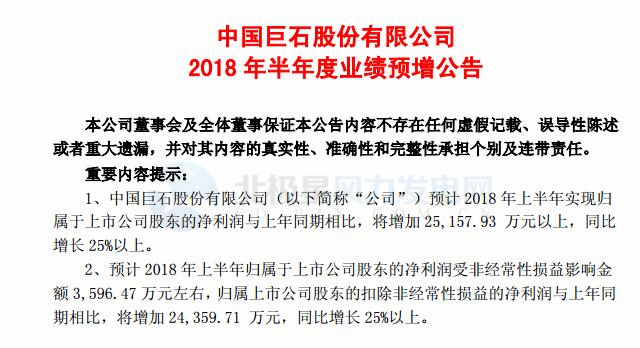 中国巨石股份有限公司
2018 年半年度业绩预增公告
本公司董事会及全体董事保证本公告内容不存在任何虚假记载、误导性陈述
或者重大遗漏，并对其内容的真实性、准确性和完整性承担个别及连带责任。
重要内容提示：
1、中国巨石股份有限公司（以下简称“公司”）预计 2018 年上半年实现归
属于上市公司股东的净利润与上年同期相比，将增加 25,157.93 万元以上，同比
增长 25%以上。
2、预计 2018 年上半年归属于上市公司股东的净利润受非经常性损益影响金
额 3,596.47 万元左右，归属上市公司股东的扣除非经常性损益的净利润与上年同
期相比，将增加 24,359.71 万元，同比增长 25%以上。
北极星风力发电网